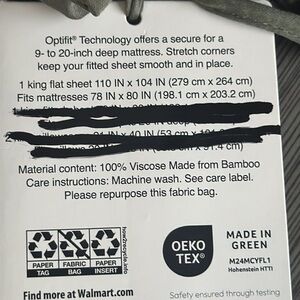 Optifit® Technology offers a secure for a
9- to 20-inch deep mattress. Stretch corners
keep your fitted sheet smooth and in place.
1 king flat sheet 110 IN x 104 IN (279 cm x 264 cm)
Fits mattresses 78 IN x 80 IN (198.1 cm x 203.2 cm)
Material content: 100% Viscose Made from Bamboo
Care instructions: Machine wash. See care label.
Please repurpose this fabric bag.
PAPER TAG
FABRIC BAG
PAPER INSERT
how2recycle.info
OEKO
TEX®
MADE IN
GREEN
M24MCYFL1
Hohenstein HTTI
Find more at Walmart.com
Safety ensured through testing